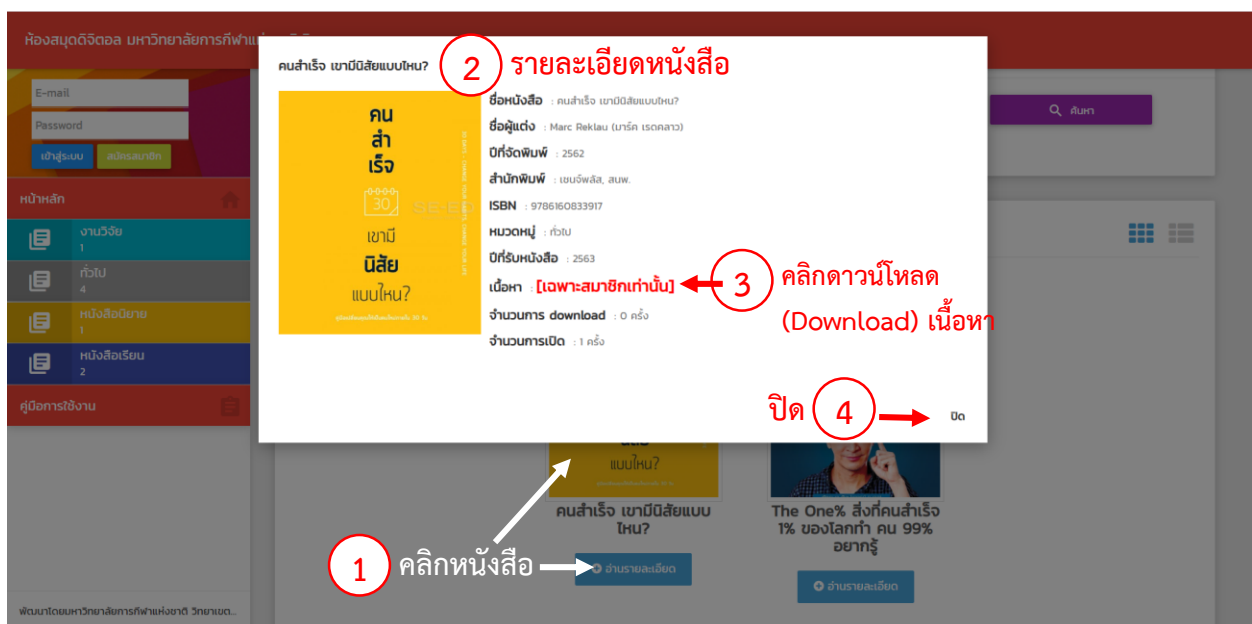 ห้องสมุดดิจิตอล มหาวิทยาลัยการกีฬาแ
E-mail
Password
เข้าสู่ระบบ
สมัครสมาชิก
หน้าหลัก
งานวิจัย
1
ทั่วไป
4
หนังสือนิยาย
1
หนังสือเรียน
2
คู่มือการใช้งาน
พัฒนาโดยมหาวิทยาลัยการกีฬาแห่งชาติ วิทยาเขต...
ค้นหา
คนสำเร็จ เขามีนิสัยแบบไหน?
2 รายละเอียดหนังสือ
คน
สำ
เร็จ
30
SE-ED
เขามี
นิสัย
แบบไหน?
ชื่อหนังสือ : คนสำเร็จ เขามีนิสัยแบบไหน?
ชื่อผู้แต่ง : Marc Reklau (มาร์ค เรดคลาว)
ปีที่จัดพิมพ์ : 2562
สำนักพิมพ์ : เชนจ์พลัส, สนพ.
ISBN : 9786160833917
หมวดหมู่ : ทั่วไป
ปีที่รับหนังสือ : 2563
เนื้อหา : [เฉพาะสมาชิกเท่านั้น]
จำนวนการ download : 0 ครั้ง
จำนวนการเปิด : 1 ครั้ง
3 คลิกดาวน์โหลด
(Download) เนื้อหา
ปิด 4
ปิด
แบบไหน?
คนสำเร็จ เขามีนิสัยแบบ
ไหน?
อ่านรายละเอียด
The One% สิ่งที่คนสำเร็จ
1% ของโลกทำ คน 99%
อยากรู้
อ่านรายละเอียด
1 คลิกหนังสือ